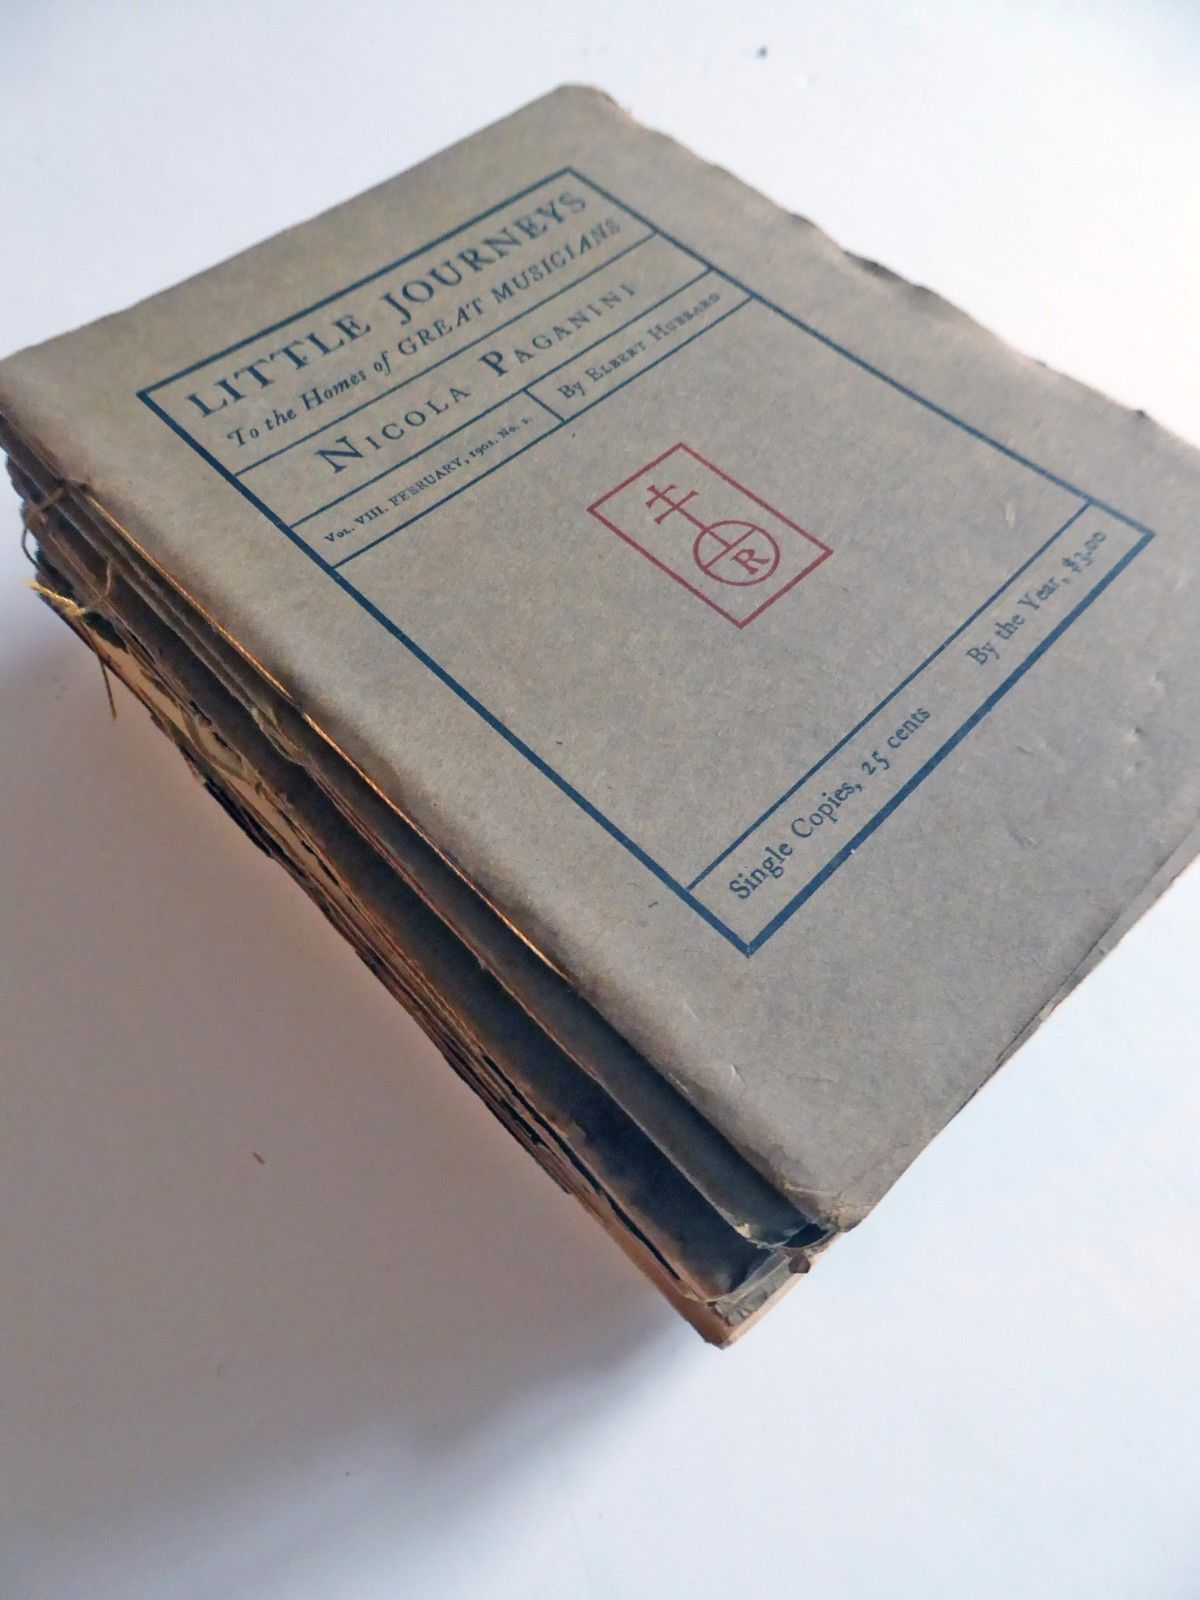 LITTLE JOURNEYS
To the Homes of GREAT MUSICIANS
NICOLA PAGANINI
VOL. VIII. FEBRUARY, 1901. No. 2.
By ELBERT HUBBARD
R
Single Copies, 25 cents By the Year, $3.00